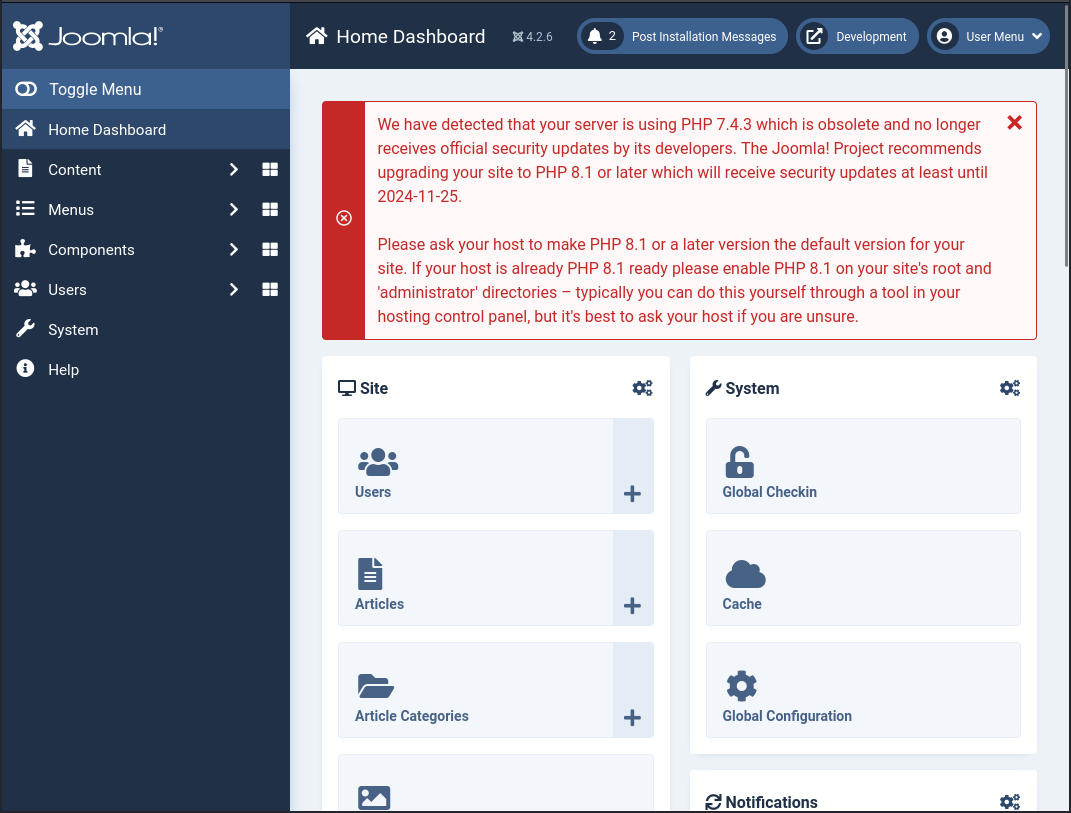 Joomla!®
Toggle Menu
Home Dashboard
Content
Menus
Components
Users
System
Help
Home Dashboard
4.2.6
2 Post Installation Messages
Development
User Menu
We have detected that your server is using PHP 7.4.3 which is obsolete and no longer
receives official security updates by its developers. The Joomla! Project recommends
upgrading your site to PHP 8.1 or later which will receive security updates at least until
2024-11-25.
Please ask your host to make PHP 8.1 or a later version the default version for your
site. If your host is already PHP 8.1 ready please enable PHP 8.1 on your site's root and
'administrator' directories – typically you can do this yourself through a tool in your
hosting control panel, but it's best to ask your host if you are unsure.
Site
Users
Articles
Article Categories
System
Global Checkin
Cache
Global Configuration
Notifications